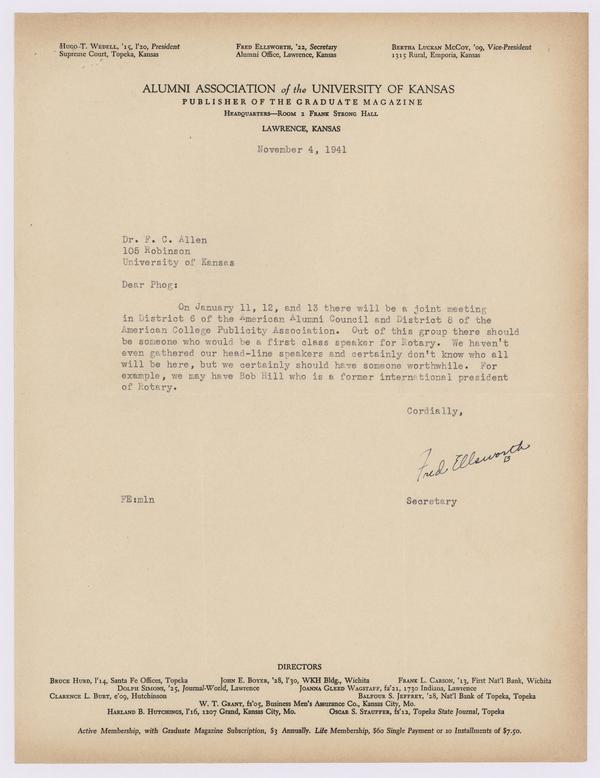 Hugo T. Wedell, '15, l'20, President
Supreme Court, Topeka, Kansas
Fred Ellsworth, '22, Secretary
Alumni Office, Lawrence, Kansas
Bertha Luckan McCoy, '09, Vice-President
1315 Rural, Emporia, Kansas
ALUMNI ASSOCIATION of the UNIVERSITY OF KANSAS
PUBLISHER OF THE GRADUATE MAGAZINE
Headquarters—Room 2 Frank Strong Hall
LAWRENCE, KANSAS
November 4, 1941
Dr. F. C. Allen
105 Robinson
University of Kansas
Dear Phog:
On January 11, 12, and 13 there will be a joint meeting
in District 6 of the American Alumni Council and District 8 of the
American College Publicity Association. Out of this group there should
be someone who would be a first class speaker for Rotary. We haven't
even gathered our head-line speakers and certainly don't know who all
will be here, but we certainly should have someone worthwhile. For
example, we may have Bob Hill who is a former international president
of Rotary.
Cordially,
Fred Ellsworth
B
FE:mln
Secretary
DIRECTORS
Bruce Hurd, l'14, Santa Fe Offices, Topeka John E. Boyer, '28, l'30, WKH Bldg., Wichita Frank L. Carson, '13, First Nat'l Bank, Wichita
Dolph Simons, '25, Journal-World, Lawrence Joanna Gleed Wagstaff, fa'21, 1730 Indiana, Lawrence
Clarence L. Burt, e'09, Hutchinson Balfour S. Jeffrey, '28, Nat'l Bank of Topeka, Topeka
W. T. Grant, fs'05, Business Men's Assurance Co., Kansas City, Mo.
Harland B. Hutchings, l'16, 1207 Grand, Kansas City, Mo. Oscar S. Stauffer, fs'12, Topeka State Journal, Topeka
Active Membership, with Graduate Magazine Subscription, $3 Annually. Life Membership, $60 Single Payment or 10 Installments of $7.50.